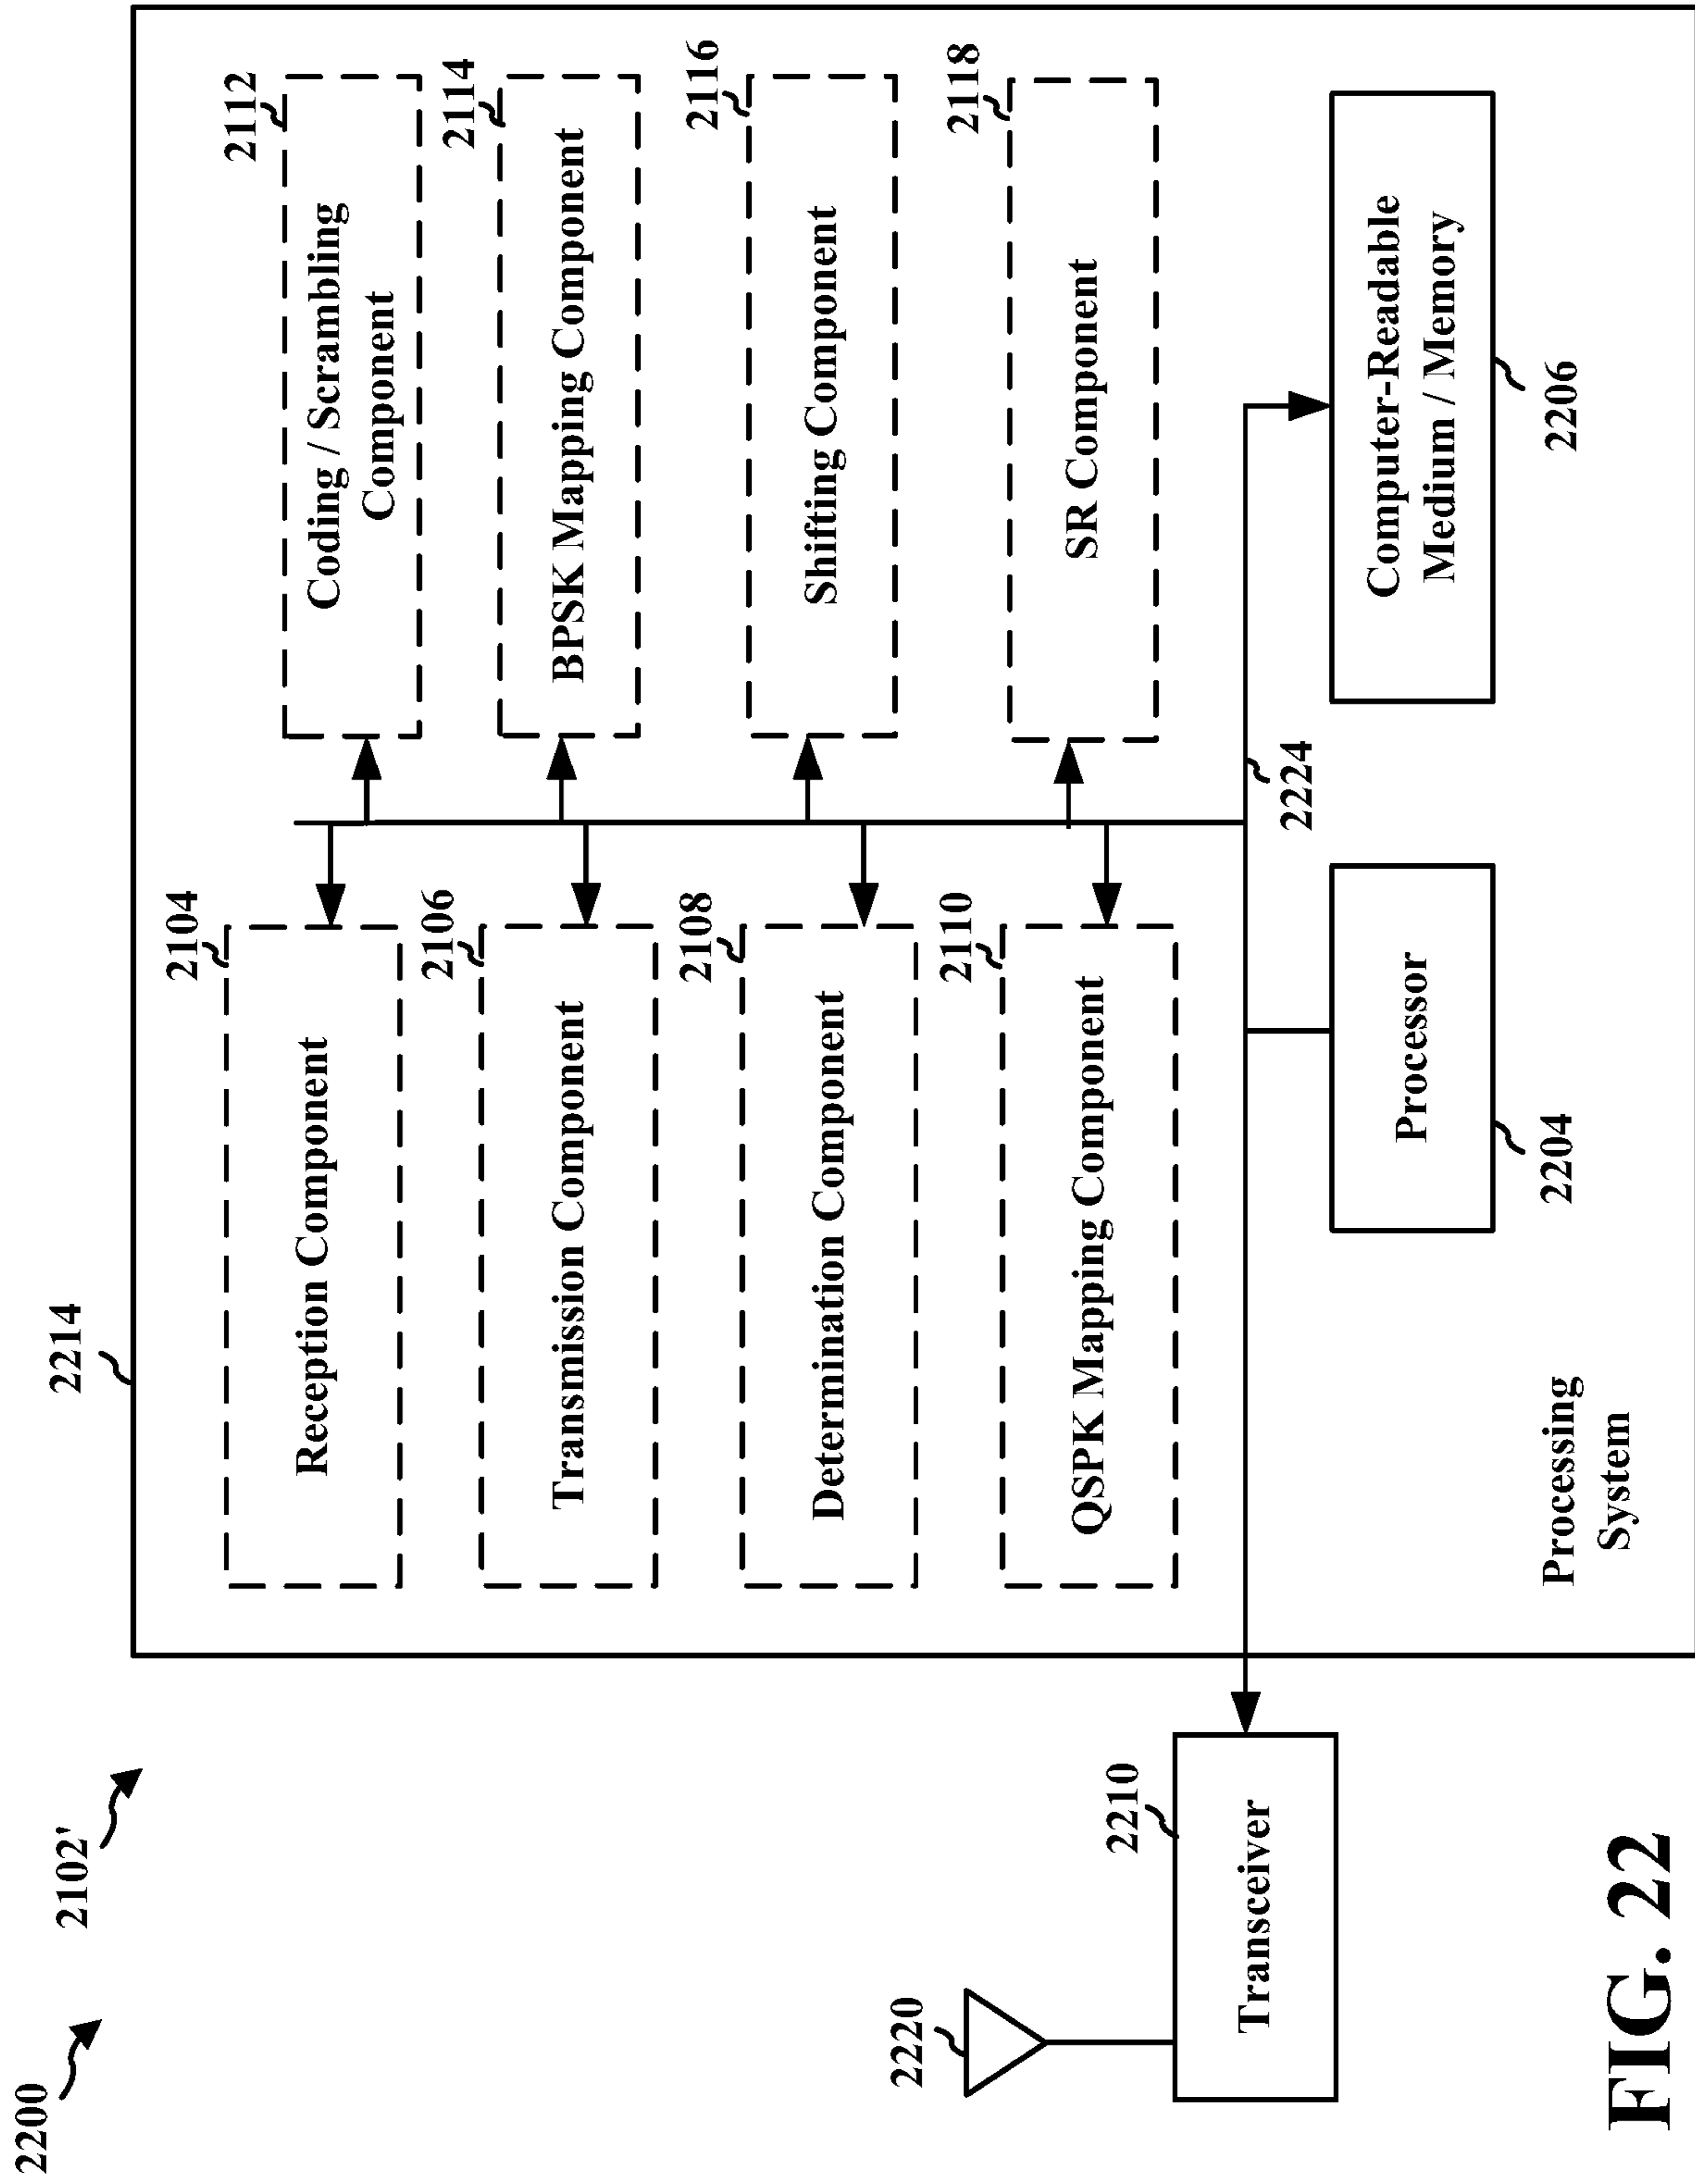 2200
2102'
2214
2104
Reception Component
2106
Transmission Component
2108
Determination Component
2110
QSPK Mapping Component
2112
Coding / Scrambling
Component
2114
BPSK Mapping Component
2116
Shifting Component
2118
SR Component
2220
2210
Transceiver
2224
Processor
2204
Computer-Readable
Medium / Memory
2206
Processing
System
FIG. 22